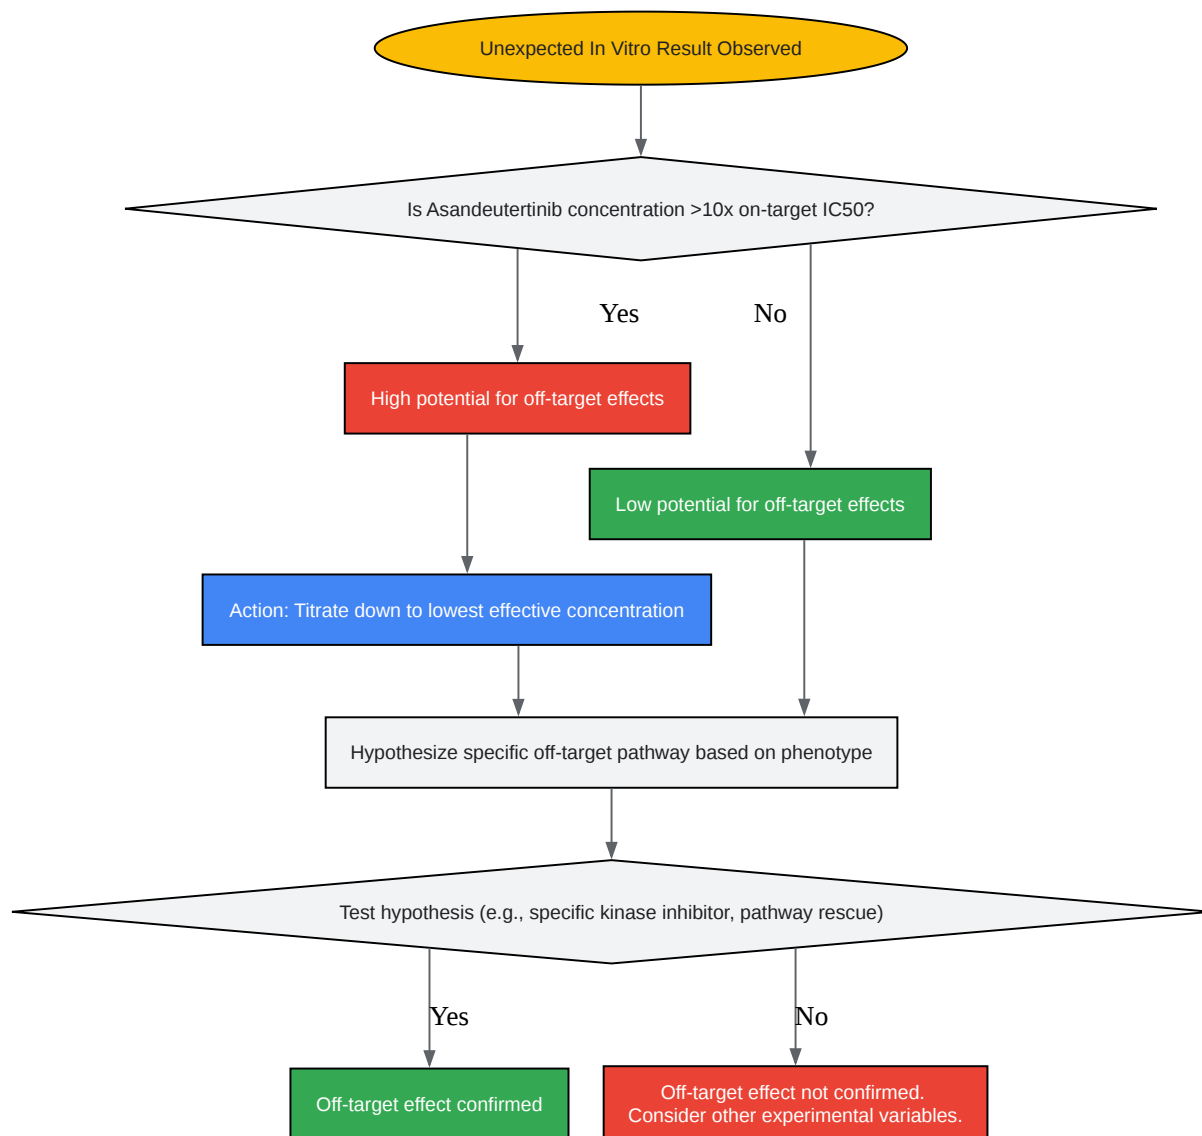 Unexpected In Vitro Result Observed
Is Asandeutertinib concentration >10x on-target IC50?
Yes
No
High potential for off-target effects
Low potential for off-target effects
Action: Titrate down to lowest effective concentration
Hypothesize specific off-target pathway based on phenotype
Test hypothesis (e.g., specific kinase inhibitor, pathway rescue)
Yes
No
Off-target effect confirmed
Off-target effect not confirmed.
Consider other experimental variables.